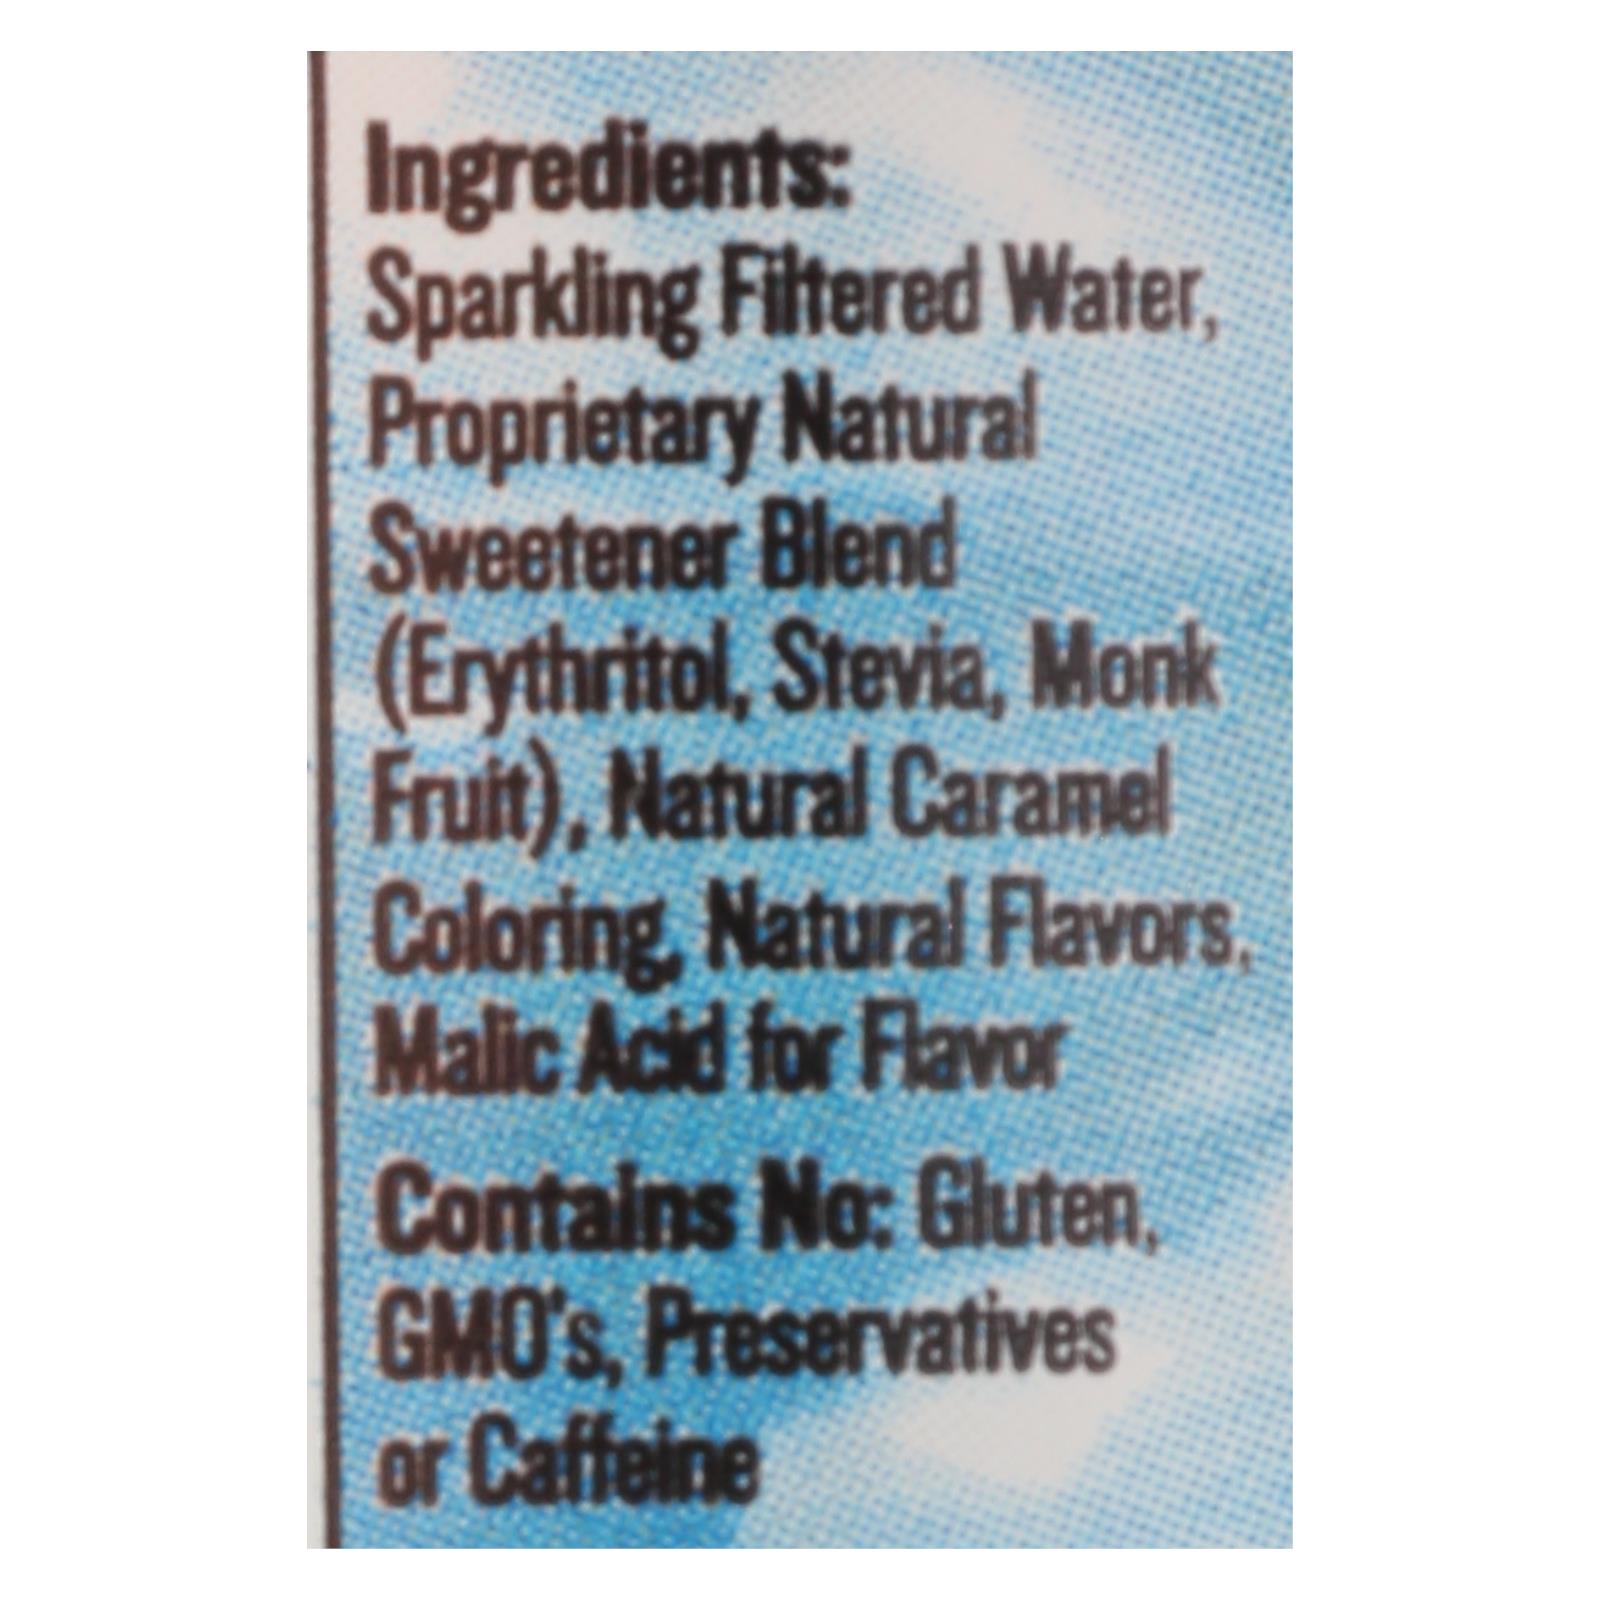 Ingredients:
Sparkling Filtered Water,
Proprietary Natural
Sweetener Blend
(Erythritol, Stevia, Monk
Fruit), Natural Caramel
Coloring, Natural Flavors,
Malic Acid for Flavor
Contains No: Gluten,
GMO's, Preservatives
or Caffeine